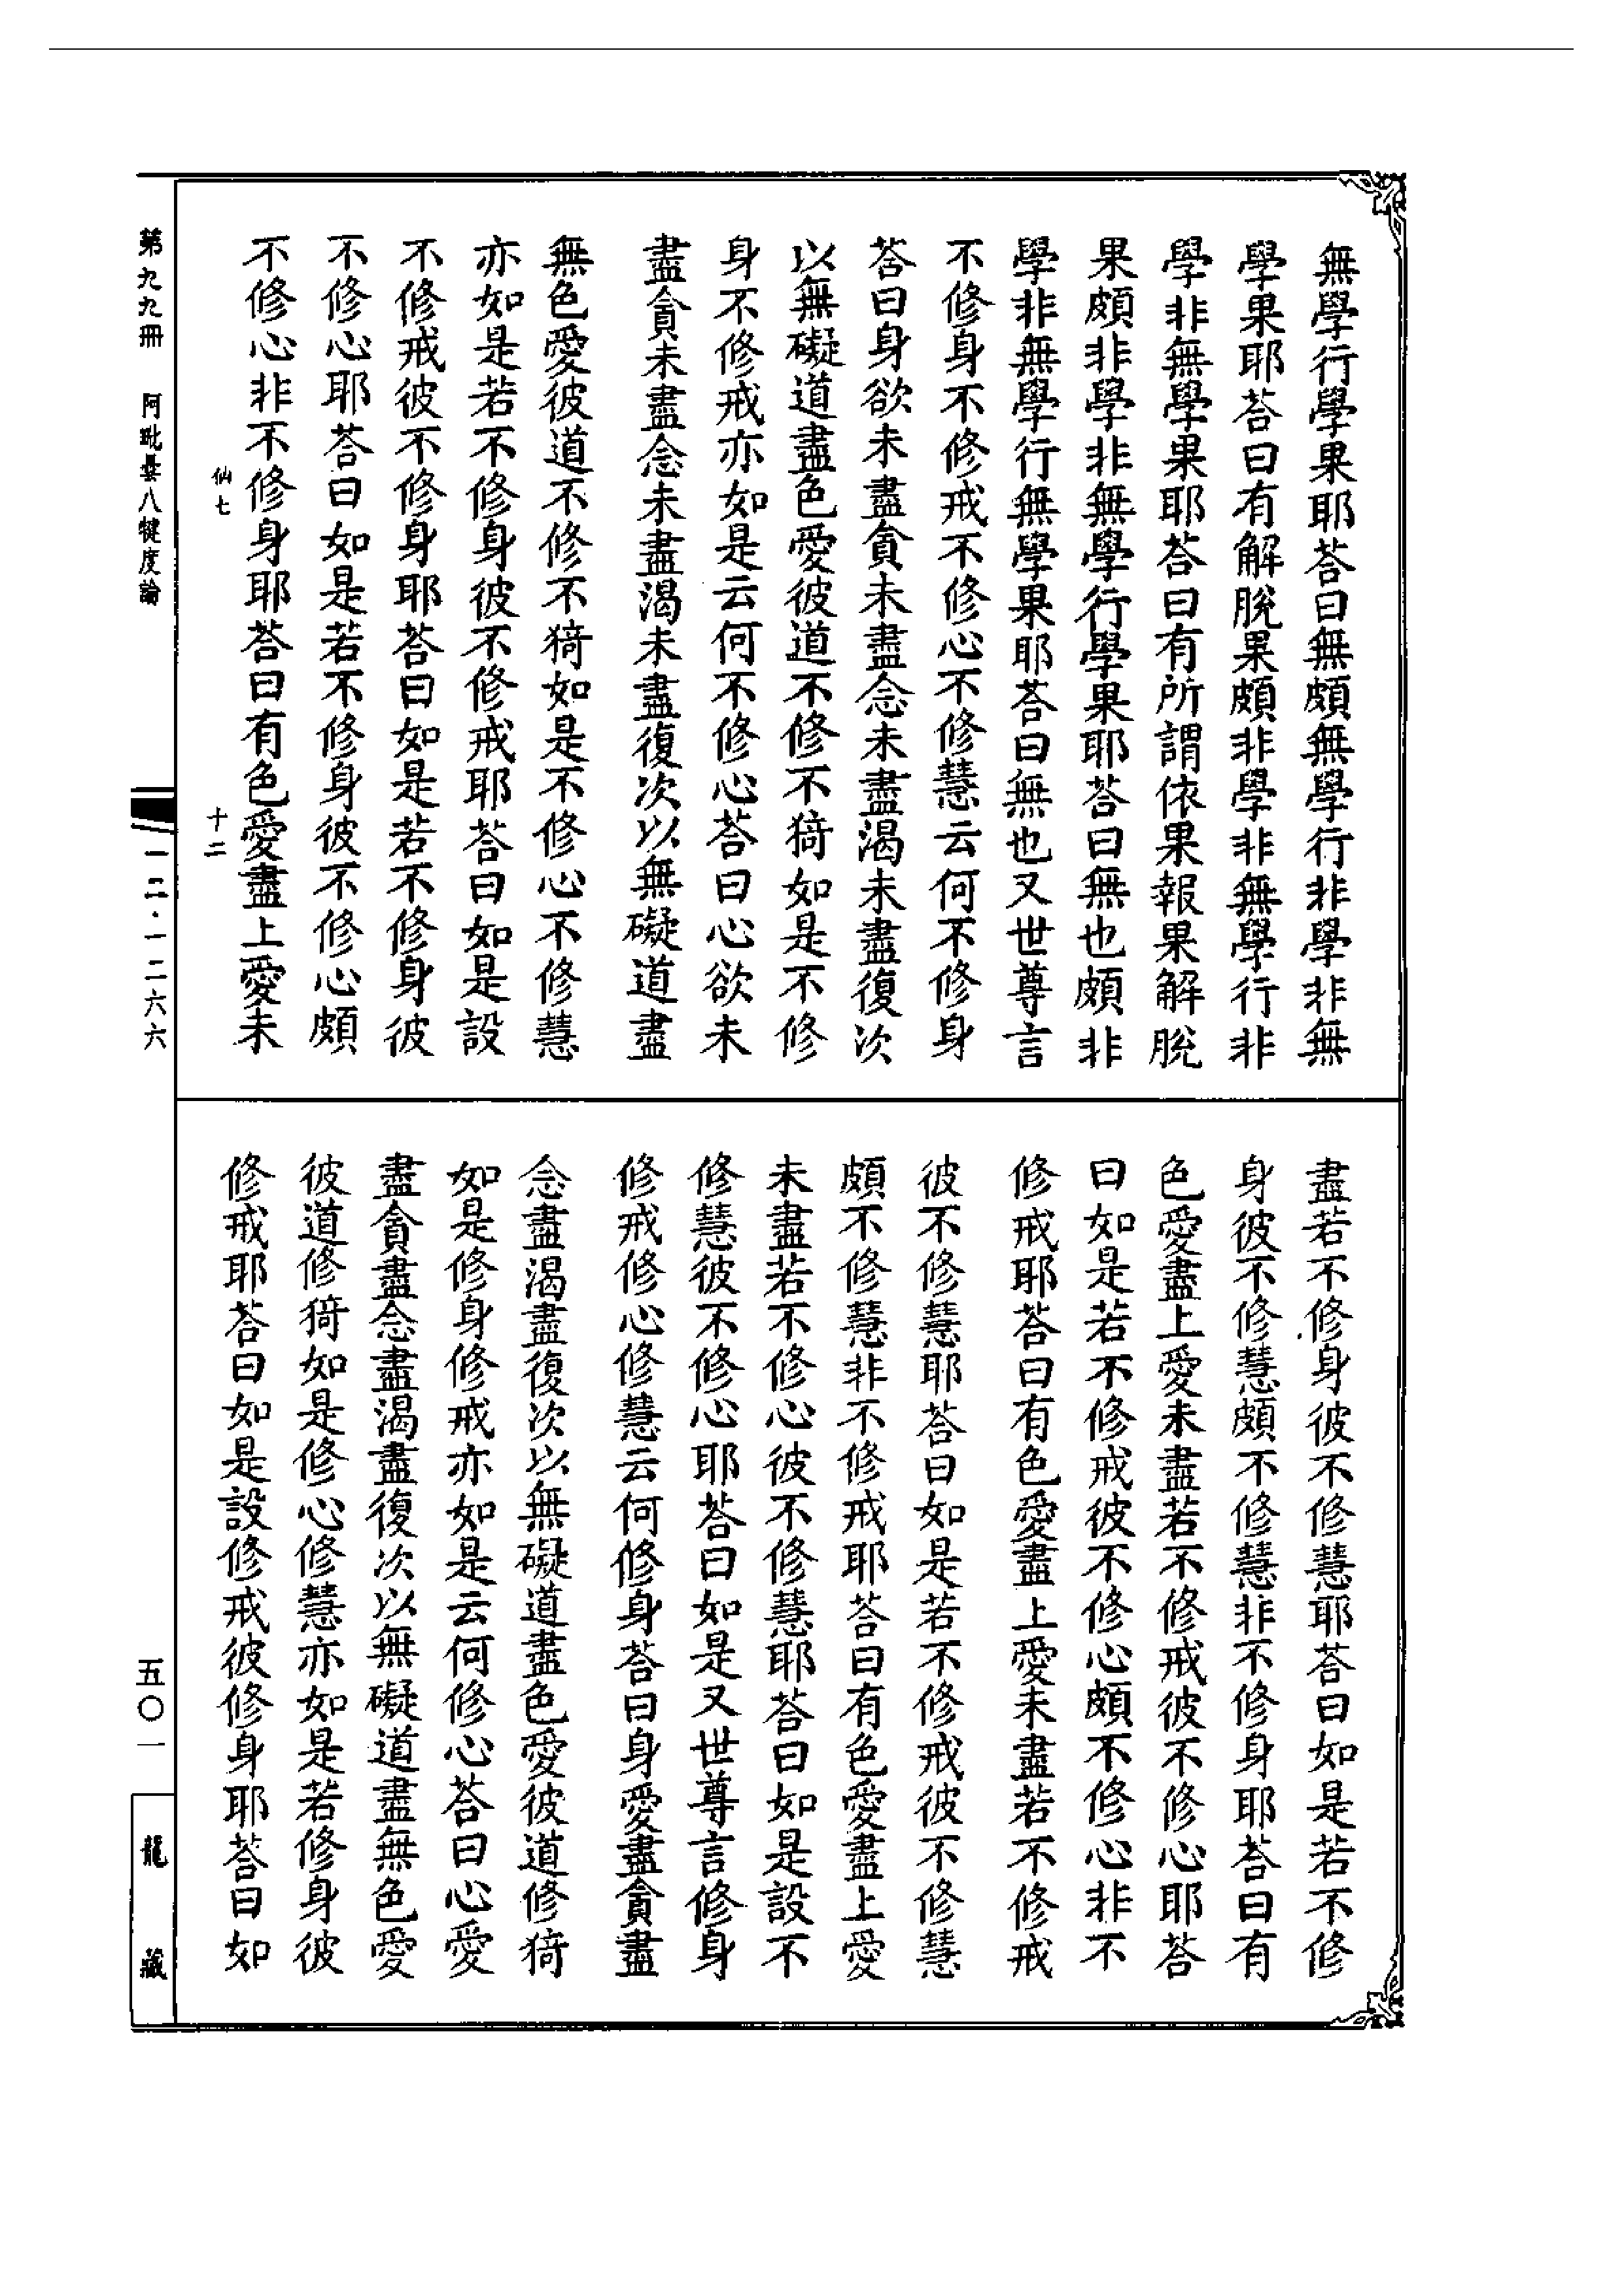 無學行學果耶荅曰無頗無學行非學非無
學果耶荅曰有解脫果頗非學非無學行非
學非無學果耶荅曰有所謂依果報果解脫
果頗非學非無學行學果耶荅曰無也頗非
學非無學行無學果耶荅曰無也又世尊言
不修身不修戒不修心不修慧云何不修身
荅曰身欲未盡貪未盡念未盡渴未盡復次
以無礙道盡色愛彼道不修不猗如是不修
身不修戒亦如是云何不修心荅曰心欲未
盡貪未盡念未盡渴未盡復次以無礙道盡
無色愛彼道不修不猗如是不修心不修慧
亦如是若不修身彼不修戒耶荅曰如是設
不修戒彼不修身耶荅曰如是若不修身彼
不修心耶荅曰如是若不修身彼不修心頗
不修心非不修身耶荅曰有色愛盡上愛未
仙七
十二
盡若不修身彼不修慧耶荅曰如是若不修
身彼不修慧頗不修慧非不修身耶荅曰有
色愛盡上愛未盡若不修戒彼不修心耶荅
曰如是若不修戒彼不修心頗不修心非不
修戒耶荅曰有色愛盡上愛未盡若不修戒
彼不修慧耶荅曰如是若不修戒彼不修慧
頗不修慧非不修戒耶荅曰有色愛盡上愛
未盡若不修心彼不修慧耶荅曰如是設不
修慧彼不修心耶荅曰如是又世尊言修身
修戒修心修慧云何修身荅曰身愛盡貪盡
念盡渴盡復次以無礙道盡色愛彼道修猗
如是修身修戒亦如是云何修心荅曰心愛
盡貪盡念盡渴盡復次以無礙道盡無色愛
彼道修猗如是修心修慧亦如是若修身彼
修戒耶荅曰如是設修戒彼修身耶荅曰如
第九九冊 阿毗曇八犍度論
一二·一二六六
五〇一
龍藏